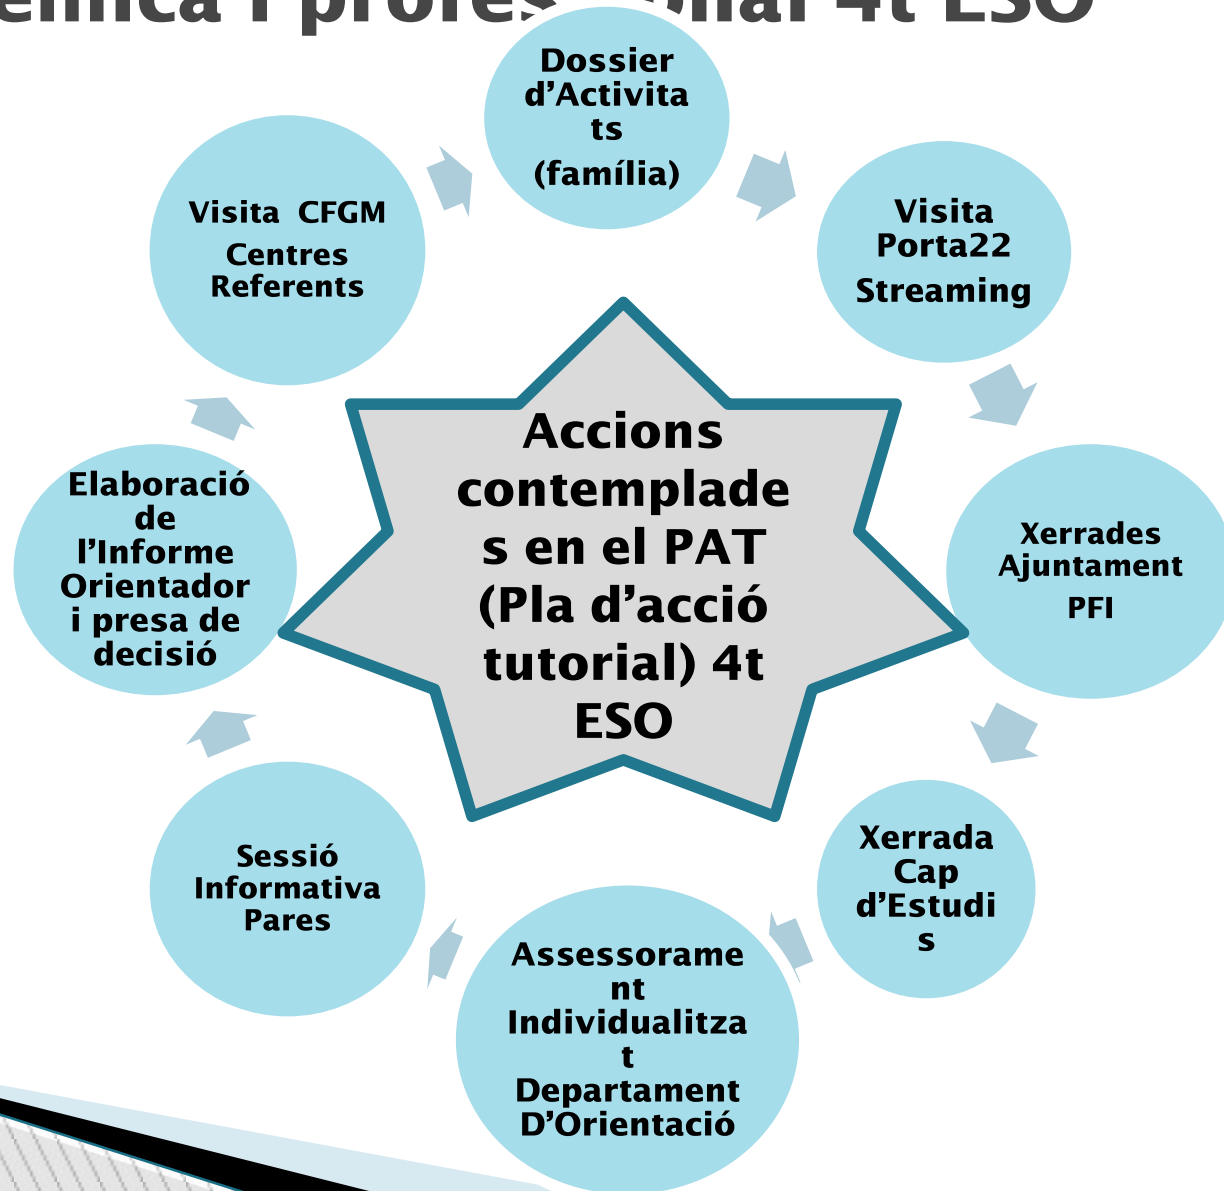 4t ESO
Dossier
d’Activita
ts
(família)
Visita
Porta22
Streaming
Xerrades
Ajuntament
PFI
Xerrada
Cap
d’Estudi
s
Assessorame
nt
Individualitza
t
Departament
D’Orientació
Sessió
Informativa
Pares
Elaboració
de
l’Informe
Orientador
i presa de
decisió
Visita CFGM
Centres
Referents
Accions
contemplade
s en el PAT
(Pla d’acció
tutorial) 4t
ESO